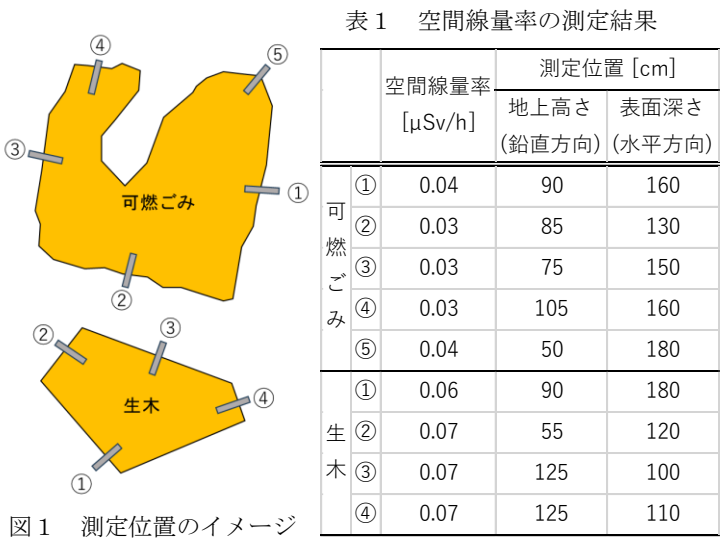 表１　空間線量率の測定結果
空間線量率
[μSv/h]
測定位置 [cm]
地上高さ
(鉛直方向)
表面深さ
(水平方向)
可燃ごみ
① 0.04 90 160
② 0.03 85 130
③ 0.03 75 150
④ 0.03 105 160
⑤ 0.04 50 180
生木
① 0.06 90 180
② 0.07 55 120
③ 0.07 125 100
④ 0.07 125 110
④
⑤
③
①
可燃ごみ
②
③
②
④
生木
①
図１　測定位置のイメージ